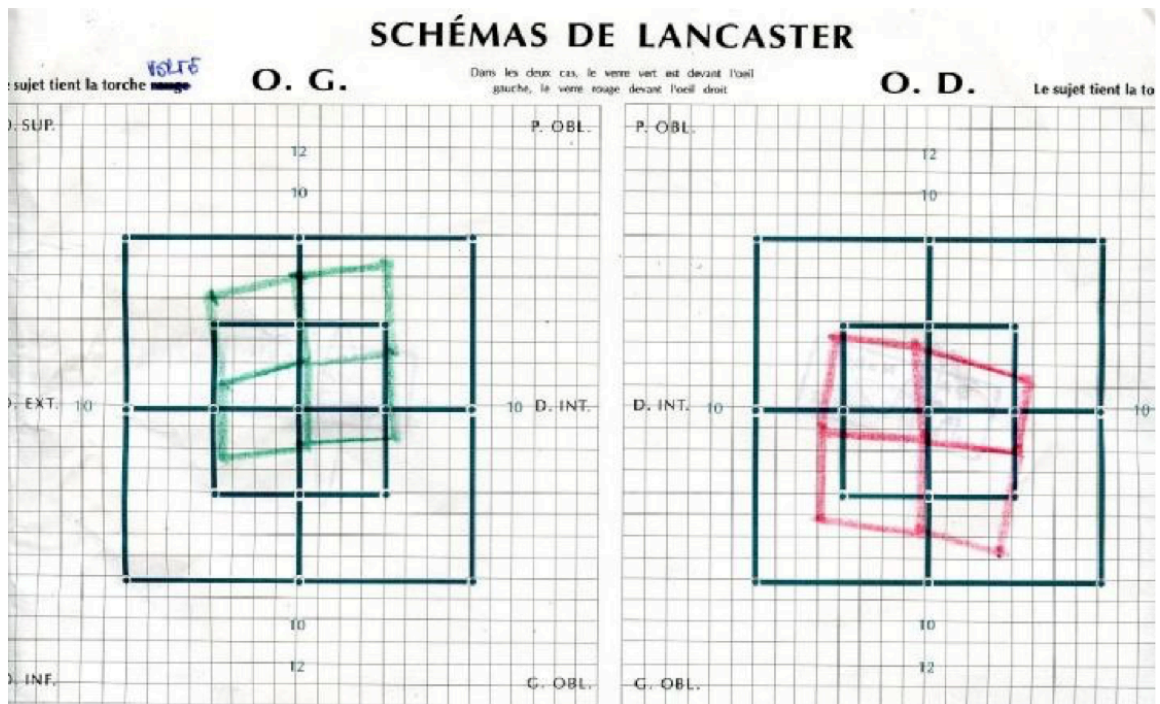 SCHÉMAS DE LANCASTER
VERTE
sujet tient la torche rouge
O. G.
Dans les deux cas, le verre vert est devant l'oeil
gauche, le verre rouge devant l'oeil droit
O. D.
Le sujet tient la to
. SUP.
P. OBL.
12
10
. EXT. 10
10 D. INT.
10
12
. INF.
G. OBL.
P. OBL.
12
10
D. INT. 10
10
10
12
G. OBL.